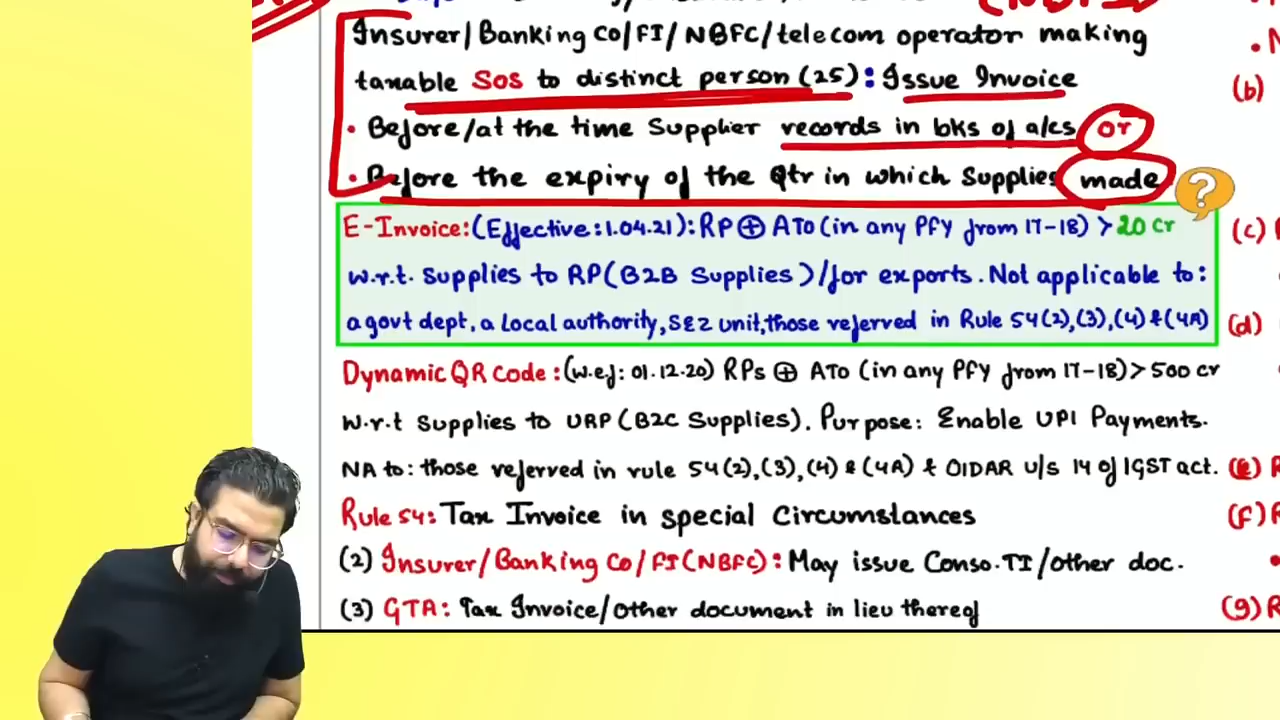 Insurer/Banking Co/FI/NBFC/telecom operator making
taxable SoS to distinct person (25): Issue Invoice
• Before/at the time Supplier records in bks of a/cs or
• Before the expiry of the Qtr in which Supplies made
?
E-Invoice:(Effective:1.04.21): RP ⊕ ATO (in any PFY from 17-18) > 20 cr
w.r.t. supplies to RP(B2B Supplies)/for exports. Not applicable to:
a govt dept, a Local authority, SEZ unit, those referred in Rule 54(2),(3),(4) & (4A)
Dynamic QR Code: (w.e.f: 01.12.20) RPs ⊕ ATO (in any PFY from 17-18) > 500 cr
w.r.t supplies to URP (B2C Supplies). Purpose: Enable UPI Payments.
NA to: those referred in rule 54(2),(3),(4) & (4A) & OIDAR u/s 14 of IGST act.
Rule 54: Tax Invoice in special Circumstances
(2) Insurer/Banking Co/FI(NBFC): May issue Conso.TI/other doc.
(3) GTA: Tax Invoice/other document in lieu thereof
(b)
(c)
(d)
(e) R
(f) R
(g) R